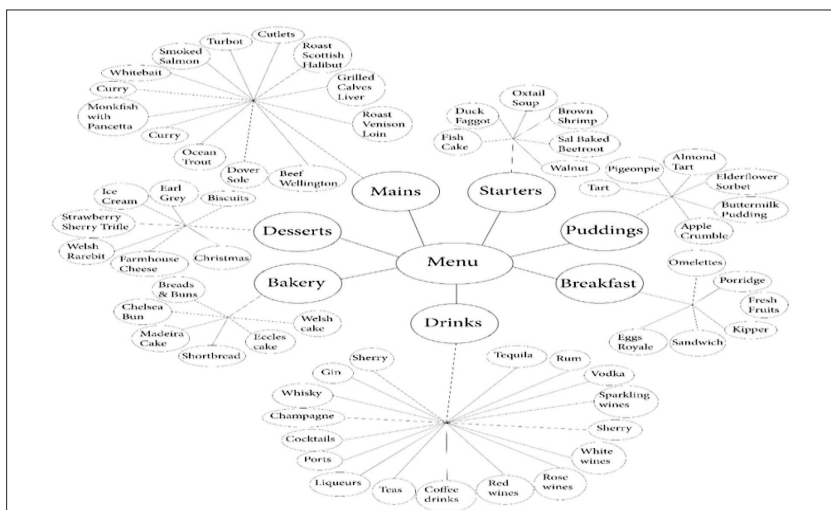 Cutlets
Turbot
Smoked
Salmon
Whitebait
Curry
Monkfish
with
Pancetta
Curry
Ocean
Trout
Dover
Sole
Beef
Wellington
Roast
Scottish
Halibut
Grilled
Calves
Liver
Roast
Venison
Loin
Mains
Oxtail
Soup
Duck
Faggot
Fish
Cake
Brown
Shrimp
Sal Baked
Beetroot
Walnut
Starters
Almond
Tart
Pigeonpie
Tart
Elderflower
Sorbet
Buttermilk
Pudding
Apple
Crumble
Puddings
Ice
Cream
Earl
Grey
Biscuits
Strawberry
Sherry Trifle
Welsh
Rarebit
Farmhouse
Cheese
Christmas
Desserts
Menu
Bakery
Breads
& Buns
Chelsea
Bun
Madeira
Cake
Shortbread
Eccles
cake
Welsh
cake
Breakfast
Omelettes
Porridge
Fresh
Fruits
Kipper
Sandwich
Eggs
Royale
Drinks
Sherry
Gin
Whisky
Champagne
Cocktails
Ports
Liqueurs
Teas
Coffee
drinks
Red
wines
Rose
wines
White
wines
Sherry
Sparkling
wines
Vodka
Rum
Tequila